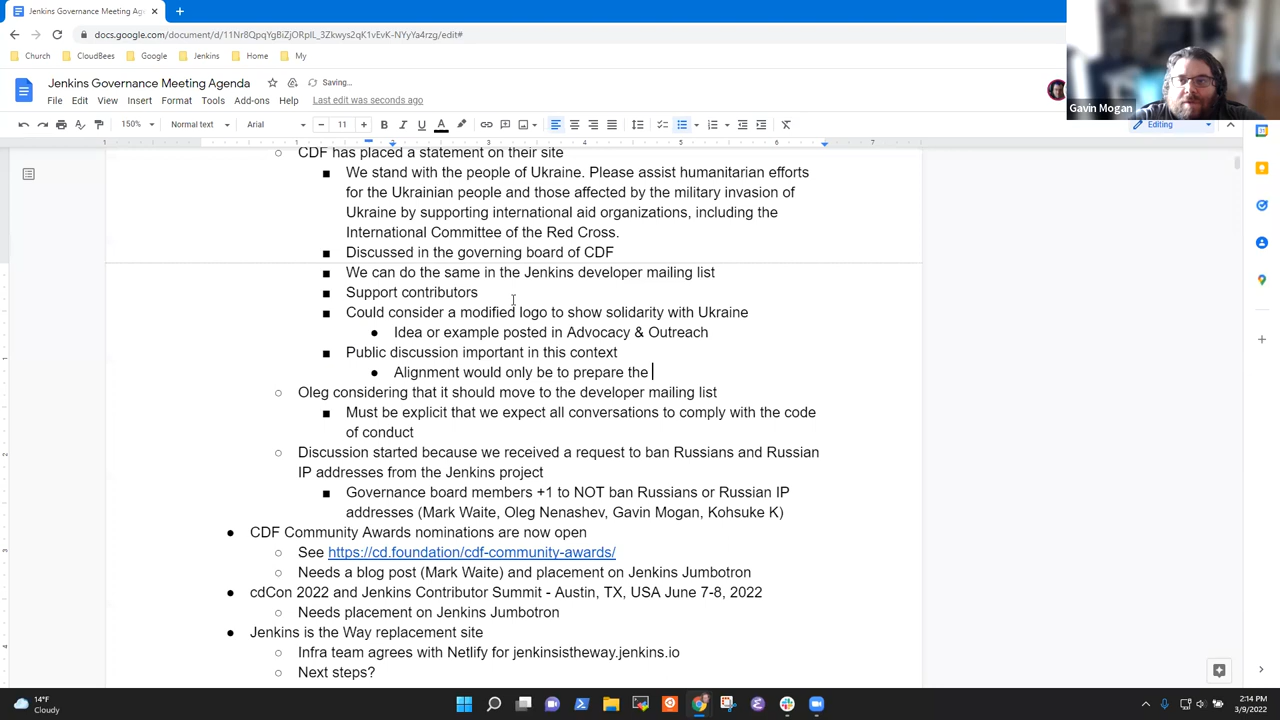 Jenkins Governance Meeting Ag
docs.google.com/document/d/11Nr8QpqYgBiZjORpIL_3Zkwys2qK1vEvK-NYyYa4rzg/edit#
Church
CloudBees
Google
Jenkins
Home
My
Jenkins Governance Meeting Agenda
Saving...
File Edit View Insert Format Tools Add-ons Help Last edit was seconds ago
Gavin Mogan
150% Normal text Arial 11 Editing
1 1 2 3 4 5 6 7
○ CDF has placed a statement on their site
■ We stand with the people of Ukraine. Please assist humanitarian efforts
for the Ukrainian people and those affected by the military invasion of
Ukraine by supporting international aid organizations, including the
International Committee of the Red Cross.
■ Discussed in the governing board of CDF
■ We can do the same in the Jenkins developer mailing list
■ Support contributors
■ Could consider a modified logo to show solidarity with Ukraine
● Idea or example posted in Advocacy & Outreach
■ Public discussion important in this context
● Alignment would only be to prepare the
○ Oleg considering that it should move to the developer mailing list
■ Must be explicit that we expect all conversations to comply with the code
of conduct
○ Discussion started because we received a request to ban Russians and Russian
IP addresses from the Jenkins project
■ Governance board members +1 to NOT ban Russians or Russian IP
addresses (Mark Waite, Oleg Nenashev, Gavin Mogan, Kohsuke K)
● CDF Community Awards nominations are now open
○ See https://cd.foundation/cdf-community-awards/
○ Needs a blog post (Mark Waite) and placement on Jenkins Jumbotron
● cdCon 2022 and Jenkins Contributor Summit - Austin, TX, USA June 7-8, 2022
○ Needs placement on Jenkins Jumbotron
● Jenkins is the Way replacement site
○ Infra team agrees with Netlify for jenkinsistheway.jenkins.io
○ Next steps?
14°F
Cloudy
2:14 PM
3/9/2022